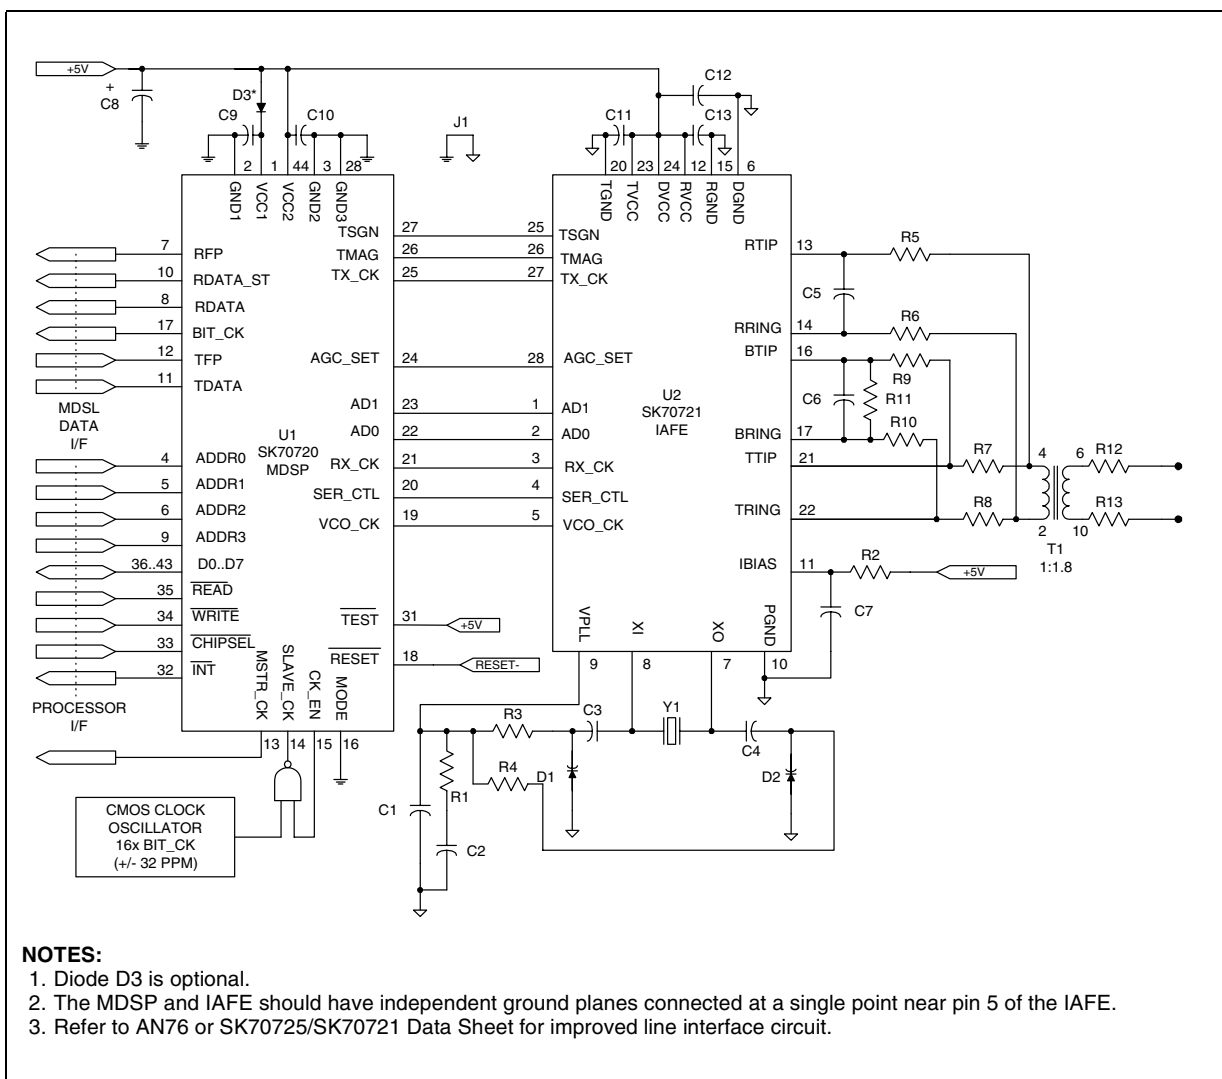 +5V
+
C8
D3*
C9
C10
J1
C12
C11
C13
2 1 44 3 28
20 23 24 12 15 6
GND1 VCC1 VCC2 GND2 GND3
TGND TVCC DVCC RVCC RGND DGND
7 RFP
10 RDATA_ST
8 RDATA
17 BIT_CK
12 TFP
11 TDATA
MDSL
DATA
I/F
4 ADDR0
5 ADDR1
6 ADDR2
9 ADDR3
36..43 D0..D7
35 READ
34 WRITE
33 CHIPSEL
32 INT
PROCESSOR
I/F
U1
SK70720
MDSP
TSGN 27
TMAG 26
TX_CK 25
AGC_SET 24
AD1 23
AD0 22
RX_CK 21
SER_CTL 20
VCO_CK 19
TEST 31
+5V
RESET 18
RESET-
MSTR_CK SLAVE_CK CK_EN MODE
13 14 15 16
CMOS CLOCK
OSCILLATOR
16x BIT_CK
(+/- 32 PPM)
25 TSGN
26 TMAG
27 TX_CK
28 AGC_SET
1 AD1
2 AD0
3 RX_CK
4 SER_CTL
5 VCO_CK
U2
SK70721
IAFE
RTIP 13
RRING 14
BTIP 16
BRING 17
TTIP 21
TRING 22
IBIAS 11
VPLL XI XO PGND
9 8 7 10
R5
C5
R6
R9
C6
R11
R10
R7
R8
4 6
2 10
R12
R13
T1
1:1.8
R2
+5V
C7
R3
C3
Y1
C4
R4
D1
D2
R1
C1
C2
NOTES:
1. Diode D3 is optional.
2. The MDSP and IAFE should have independent ground planes connected at a single point near pin 5 of the IAFE.
3. Refer to AN76 or SK70725/SK70721 Data Sheet for improved line interface circuit.